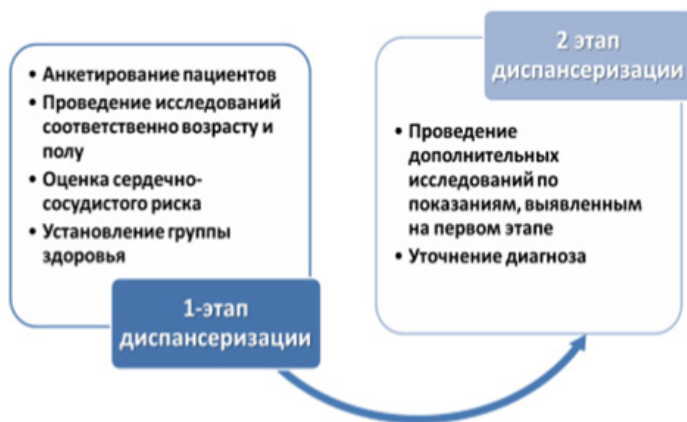 • Анкетирование пациентов
• Проведение исследований
соответственно возрасту и
полу
• Оценка сердечно-
сосудистого риска
• Установление группы
здоровья
1-этап
диспансеризации
2 этап
диспансеризации
• Проведение
дополнительных
исследований по
показаниям, выявленным
на первом этапе
• Уточнение диагноза